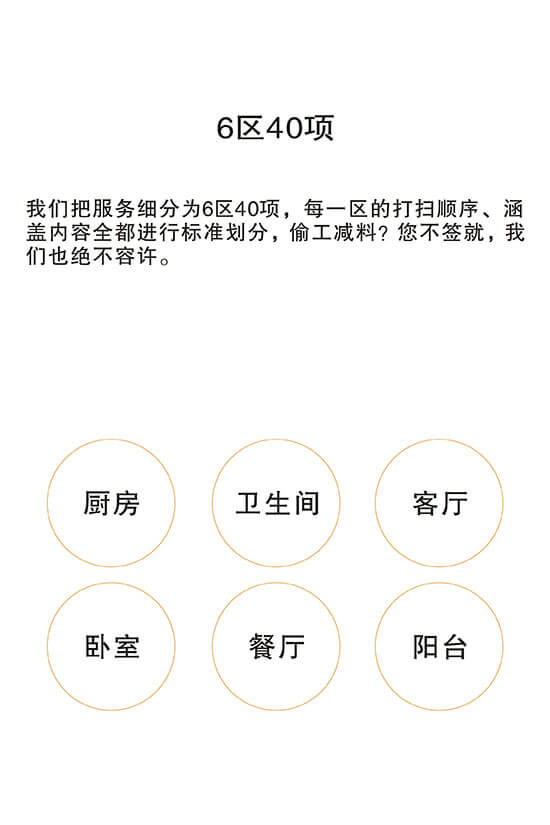 6区40项
我们把服务细分为6区40项，每一区的打扫顺序、涵
盖内容全都进行标准划分，偷工减料？您不签就，我
们也绝不容许。
厨房 卫生间 客厅
卧室 餐厅 阳台